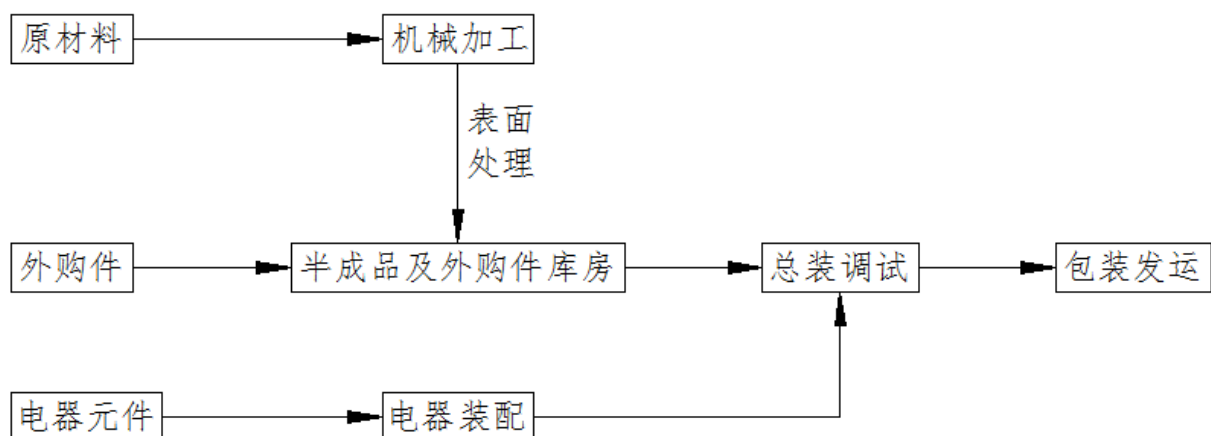 原材料
机械加工
表面
处理
外购件
半成品及外购件库房
总装调试
包装发运
电器元件
电器装配